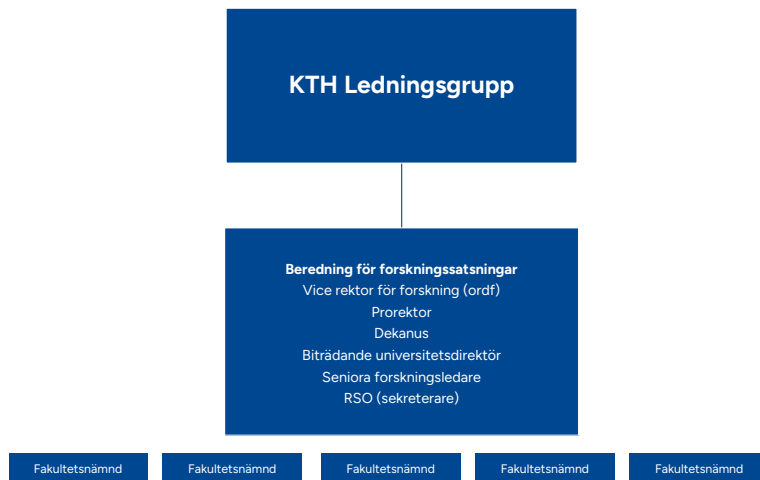 KTH Ledningsgrupp
Beredning för forskningssatsningar
Vice rektor för forskning (ordf)
Prorektor
Dekanus
Biträdande universitetsdirektör
Seniora forskningsledare
RSO (sekreterare)
Fakultetsnämnd
Fakultetsnämnd
Fakultetsnämnd
Fakultetsnämnd
Fakultetsnämnd